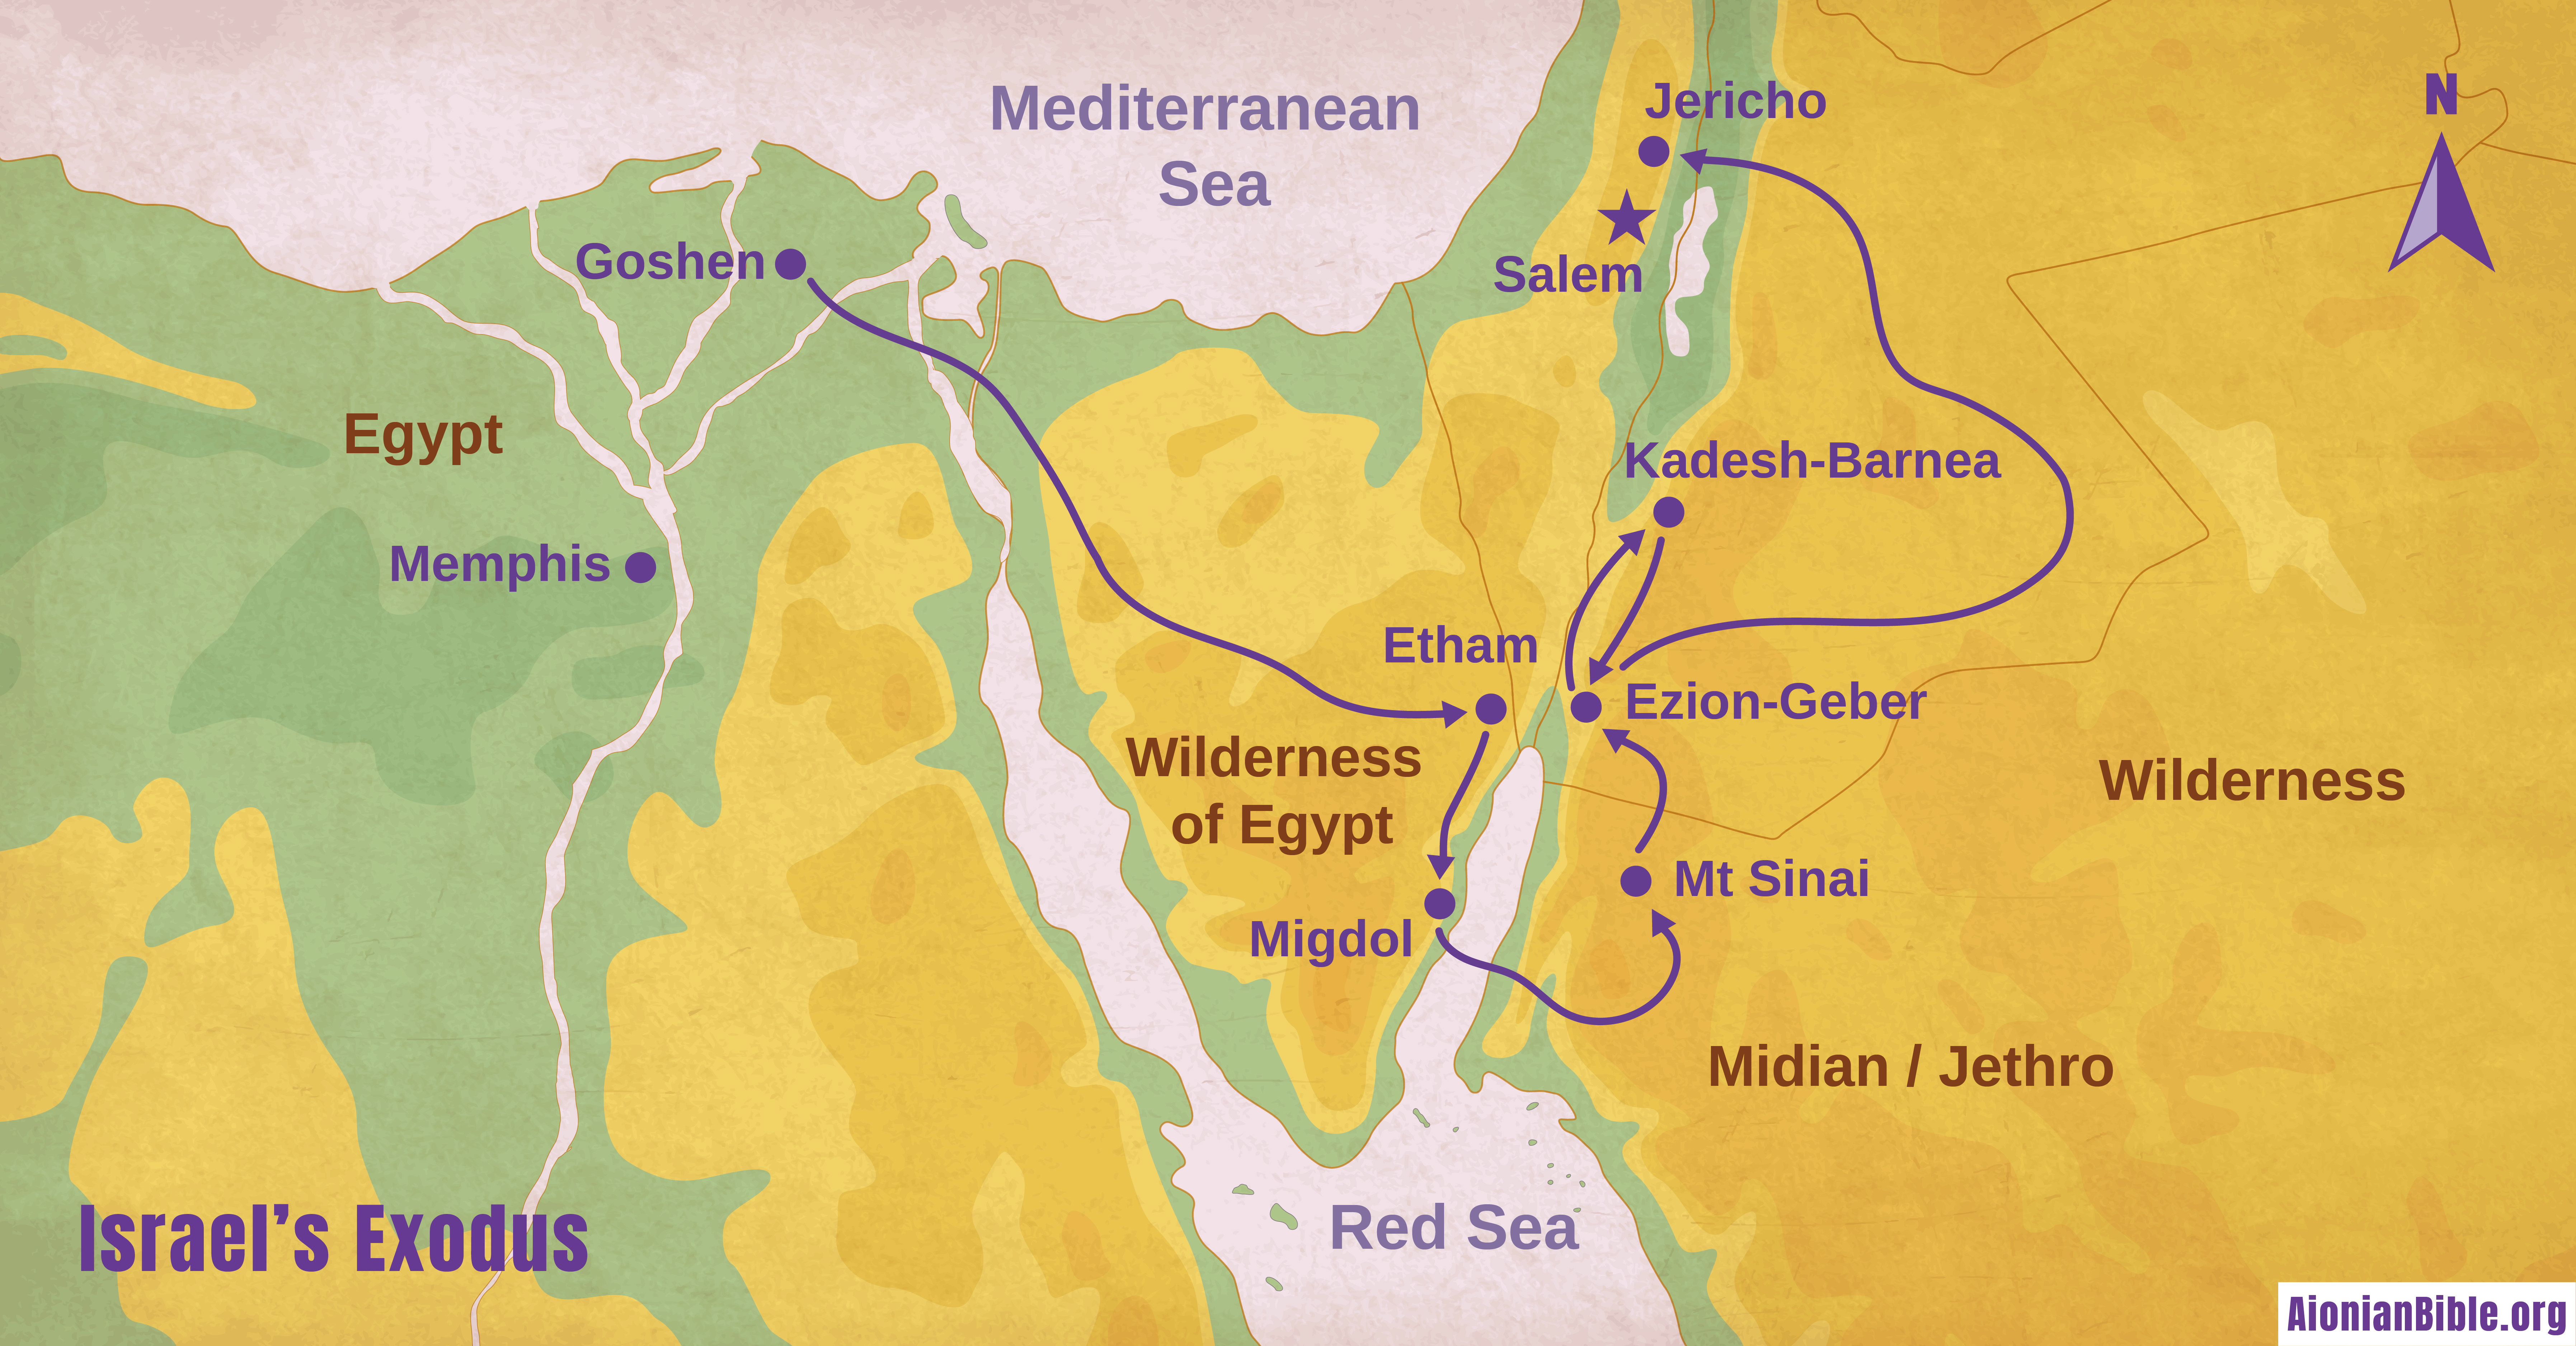 Mediterranean
Sea
Jericho
N
Salem
Goshen
Egypt
Kadesh-Barnea
Memphis
Etham
Ezion-Geber
Wilderness
of Egypt
Wilderness
Mt Sinai
Migdol
Midian / Jethro
Red Sea
Israel’s Exodus
AionianBible.org